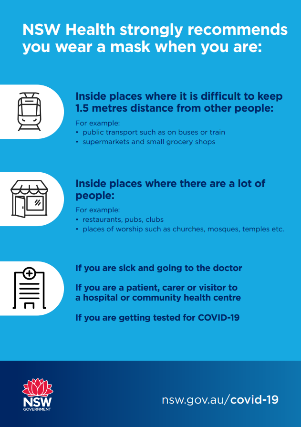 NSW Health strongly recommends
you wear a mask when you are:
Inside places where it is difficult to keep
1.5 metres distance from other people:
For example:
• public transport such as on buses or train
• supermarkets and small grocery shops
Inside places where there are a lot of
people:
For example:
• restaurants, pubs, clubs
• places of worship such as churches, mosques, temples etc.
If you are sick and going to the doctor
If you are a patient, carer or visitor to
a hospital or community health centre
If you are getting tested for COVID-19
NSW
GOVERNMENT
nsw.gov.au/covid-19